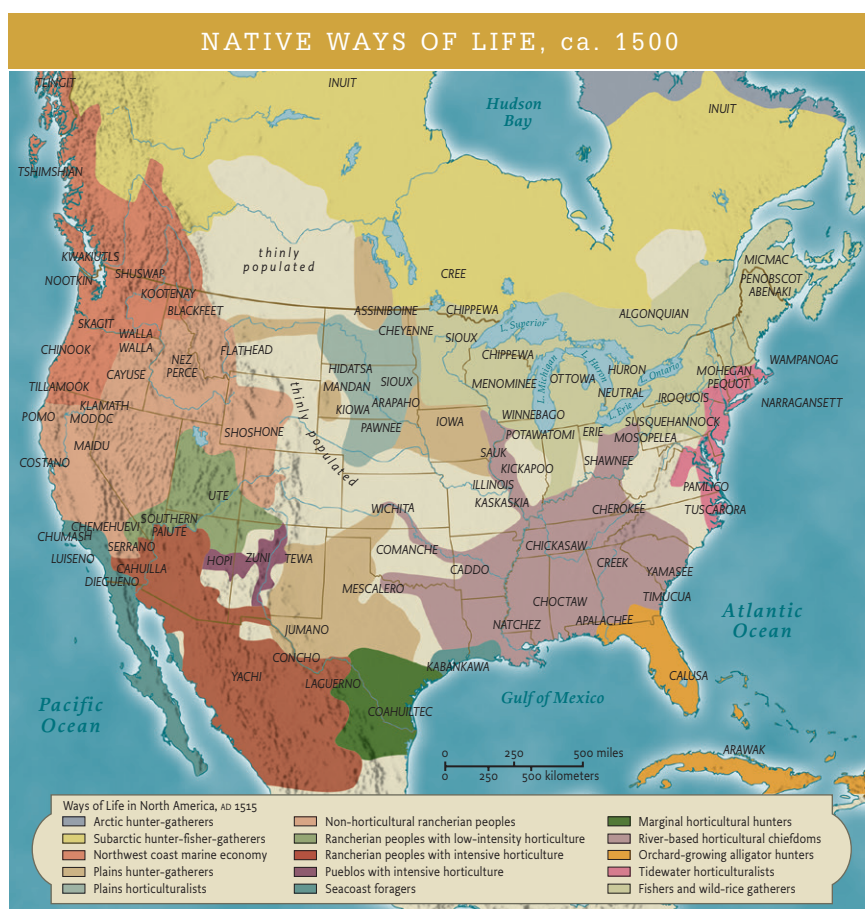 NATIVE WAYS OF LIFE, ca. 1500
TLINGIT
INUIT
Hudson
Bay
INUIT
TSHIMSHIAN
thinly
populated
KWAKIUTLS
NOOTKIN
SHUSWAP
KOOTENAY
BLACKFEET
CREE
MICMAC
PENOBSCOT
ABENAKI
ASSINIBOINE
CHIPPEWA
ALGONQUIAN
SKAGIT
WALLA
WALLA
CHEYENNE
SIOUX
L. Superior
CHINOOK
NEZ
PERCE
FLATHEAD
CHIPPEWA
L. Michigan
L. Huron
HURON
L. Ontario
WAMPANOAG
CAYUSE
HIDATSA
MANDAN
SIOUX
MENOMINEE
OTTOWA
NEUTRAL
MOHEGAN
PEQUOT
TILLAMOOK
ARAPAHO
KIOWA
IROQUOIS
NARRAGANSETT
POMO
KLAMATH
MODOC
thinly populated
WINNEBAGO
L. Erie
PAWNEE
IOWA
SUSQUEHANNOCK
MAIDU
SHOSHONE
POTAWATOMI
ERIE
MOSOPELEA
COSTANO
SAUK
KICKAPOO
SHAWNEE
UTE
ILLINOIS
KASKASKIA
PAMLICO
WICHITA
CHEROKEE
TUSCARORA
CHEMEHUEVI
SOUTHERN
PAIUTE
CHUMASH
SERRANO
COMANCHE
CHICKASAW
LUISENO
CAHUILLA
HOPI
ZUNI
TEWA
CADDO
CREEK
YAMASEE
DIEGUENO
MESCALERO
CHOCTAW
TIMUCUA
Atlantic
Ocean
JUMANO
NATCHEZ
APALACHEE
CONCHO
KABANKAWA
YACHI
LAGUERNO
CALUSA
Pacific
Ocean
COAHUILTEC
Gulf of Mexico
ARAWAK
0 250 500 miles
0 250 500 kilometers
Ways of Life in North America, AD 1515
Arctic hunter-gatherers
Subarctic hunter-fisher-gatherers
Northwest coast marine economy
Plains hunter-gatherers
Plains horticulturalists
Non-horticultural rancherian peoples
Rancherian peoples with low-intensity horticulture
Rancherian peoples with intensive horticulture
Pueblos with intensive horticulture
Seacoast foragers
Marginal horticultural hunters
River-based horticultural chiefdoms
Orchard-growing alligator hunters
Tidewater horticulturalists
Fishers and wild-rice gatherers